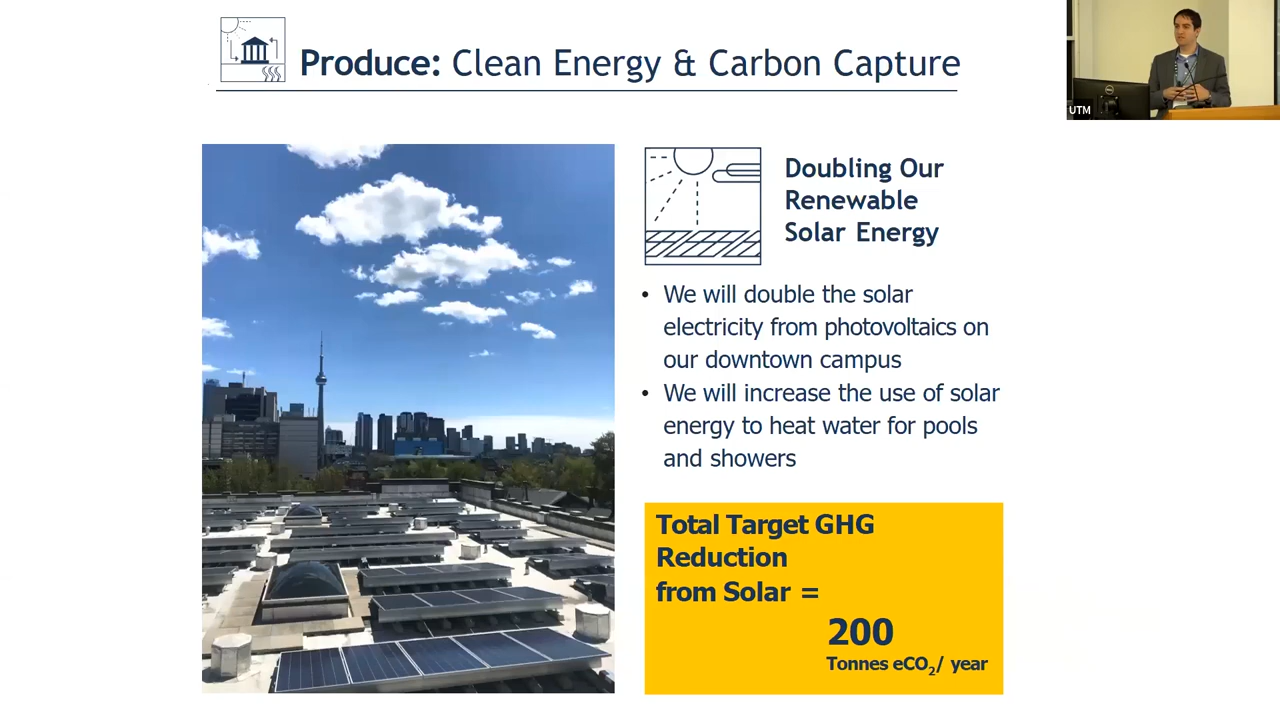 Produce: Clean Energy & Carbon Capture
UTM
Doubling Our
Renewable
Solar Energy
• We will double the solar
electricity from photovoltaics on
our downtown campus
• We will increase the use of solar
energy to heat water for pools
and showers
Total Target GHG
Reduction
from Solar =
200
Tonnes eCO₂/ year